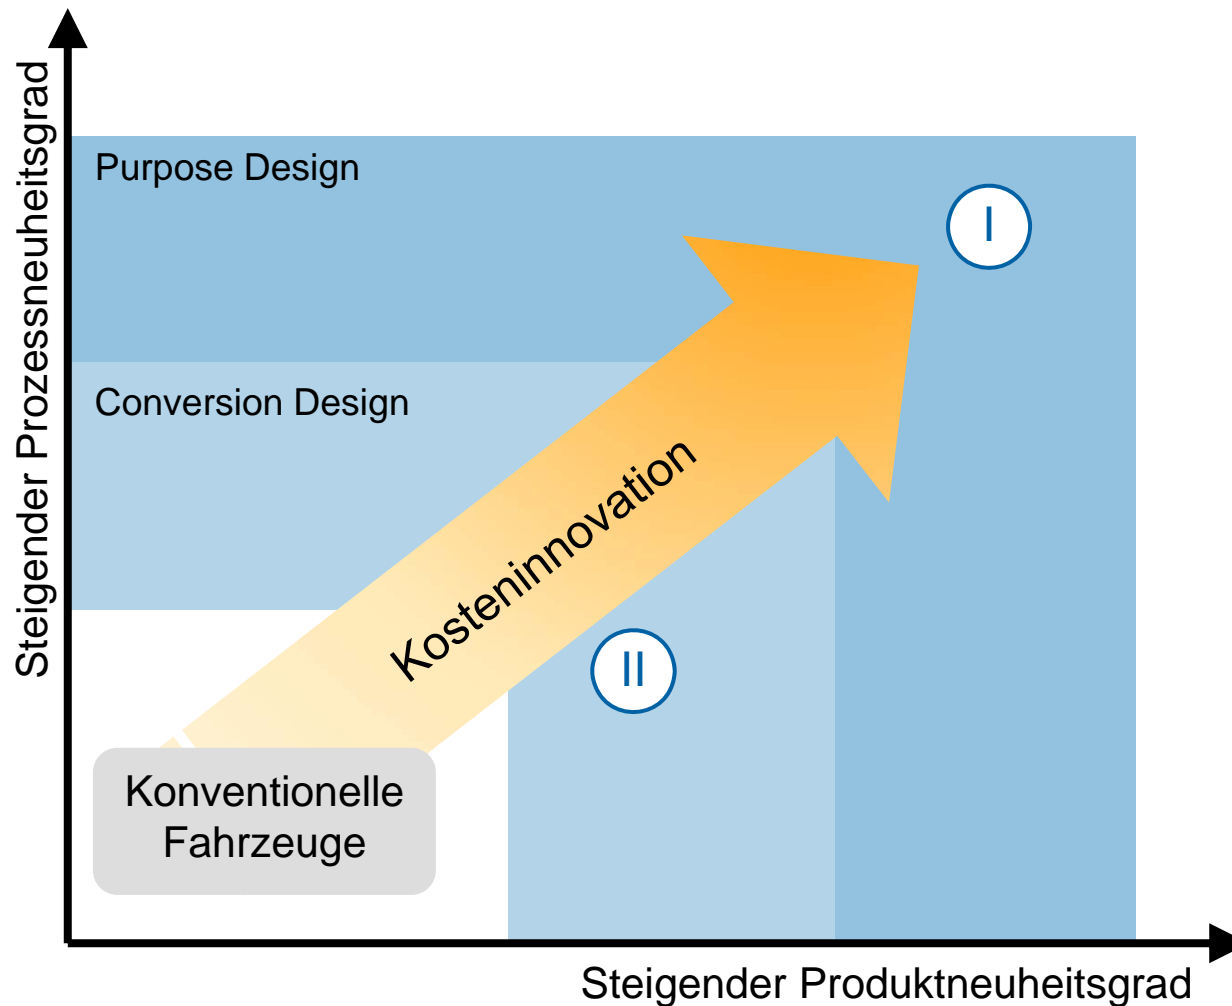 Steigender Prozessneuheitsgrad
Purpose Design
I
Conversion Design
Kosteninnovation
II
Konventionelle
Fahrzeuge
Steigender Produktneuheitsgrad